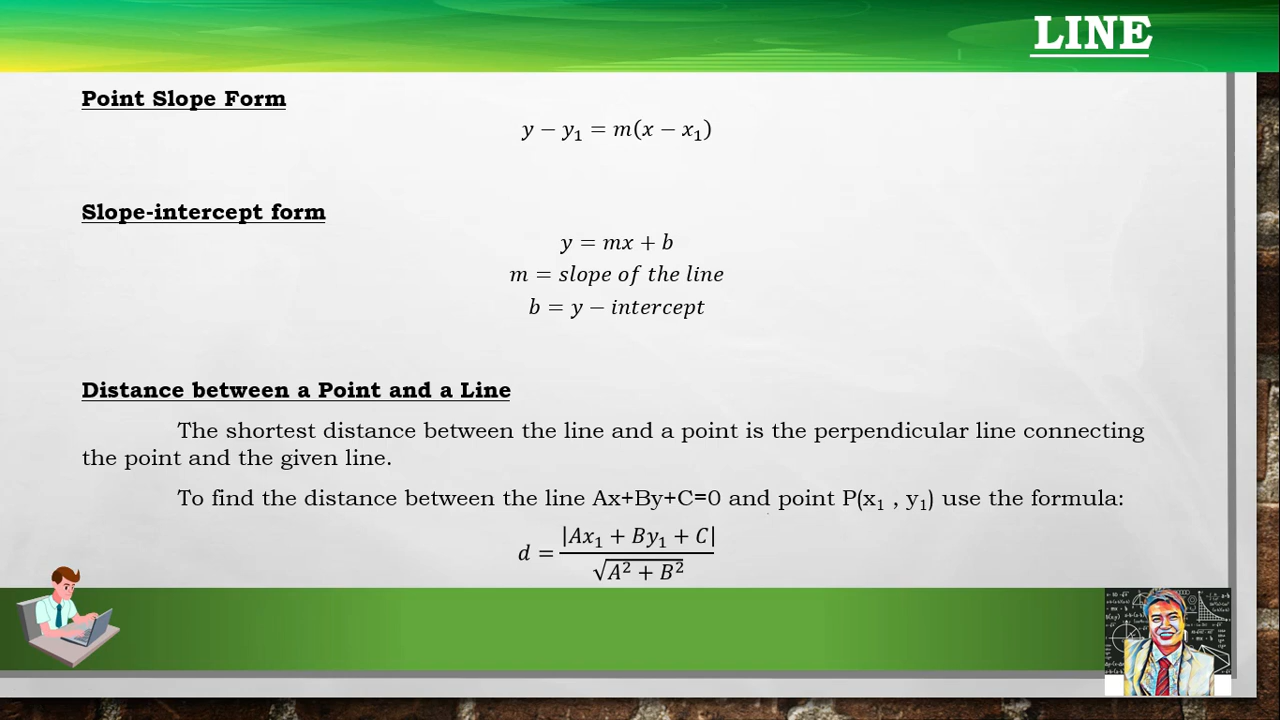 LINE
Point Slope Form
y − y₁ = m(x − x₁)
Slope-intercept form
y = mx + b
m = slope of the line
b = y − intercept
Distance between a Point and a Line
The shortest distance between the line and a point is the perpendicular line connecting
the point and the given line.
To find the distance between the line Ax+By+C=0 and point P(x₁ , y₁) use the formula:
d = |Ax₁ + By₁ + C| / √(A² + B²)